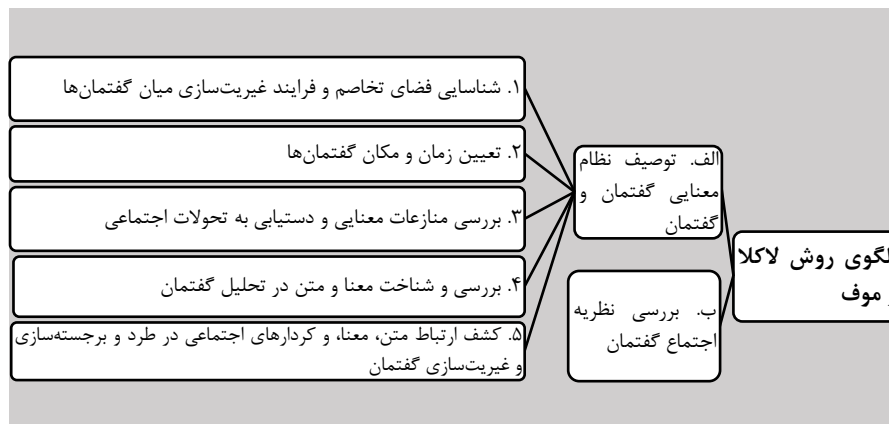 ۱. شناسایی فضای تخاصم و فرایند غیریت‌سازی میان گفتمان‌ها
۲. تعیین زمان و مکان گفتمان‌ها
۳. بررسی منازعات معنایی و دستیابی به تحولات اجتماعی
۴. بررسی و شناخت معنا و متن در تحلیل گفتمان
۵. کشف ارتباط متن، معنا، و کردارهای اجتماعی در طرد و برجسته‌سازی
و غیریت‌سازی گفتمان
الف. توصیف نظام
معنایی گفتمان و
گفتمان
ب. بررسی نظریه
اجتماع گفتمان
لگوی روش لاکلا
موف